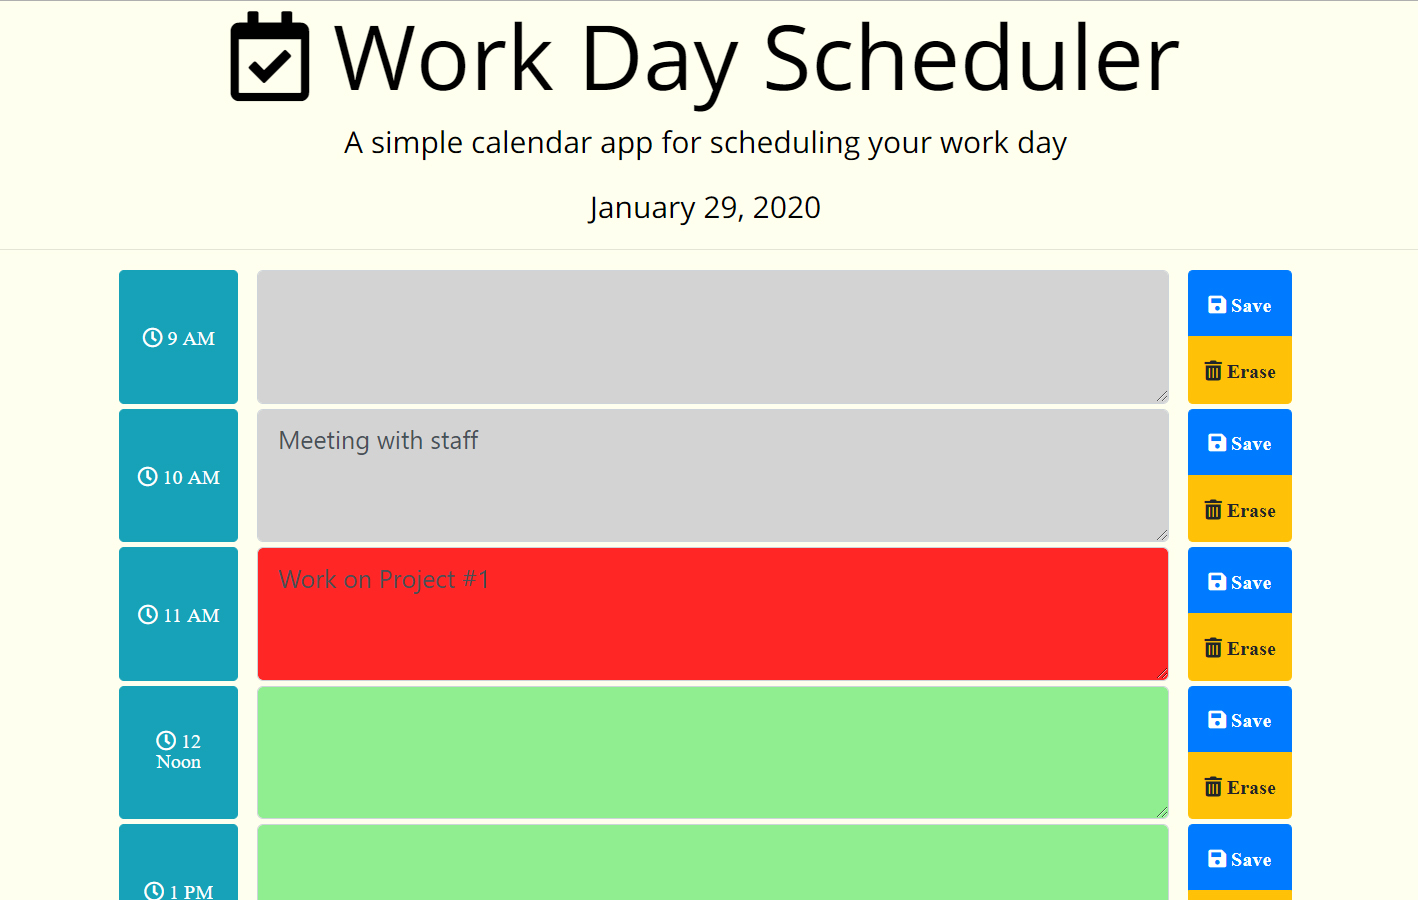 Work Day Scheduler
A simple calendar app for scheduling your work day
January 29, 2020
9 AM
Save
Erase
10 AM
Meeting with staff
Save
Erase
11 AM
Work on Project #1
Save
Erase
12
Noon
Save
Erase
1 PM
Save